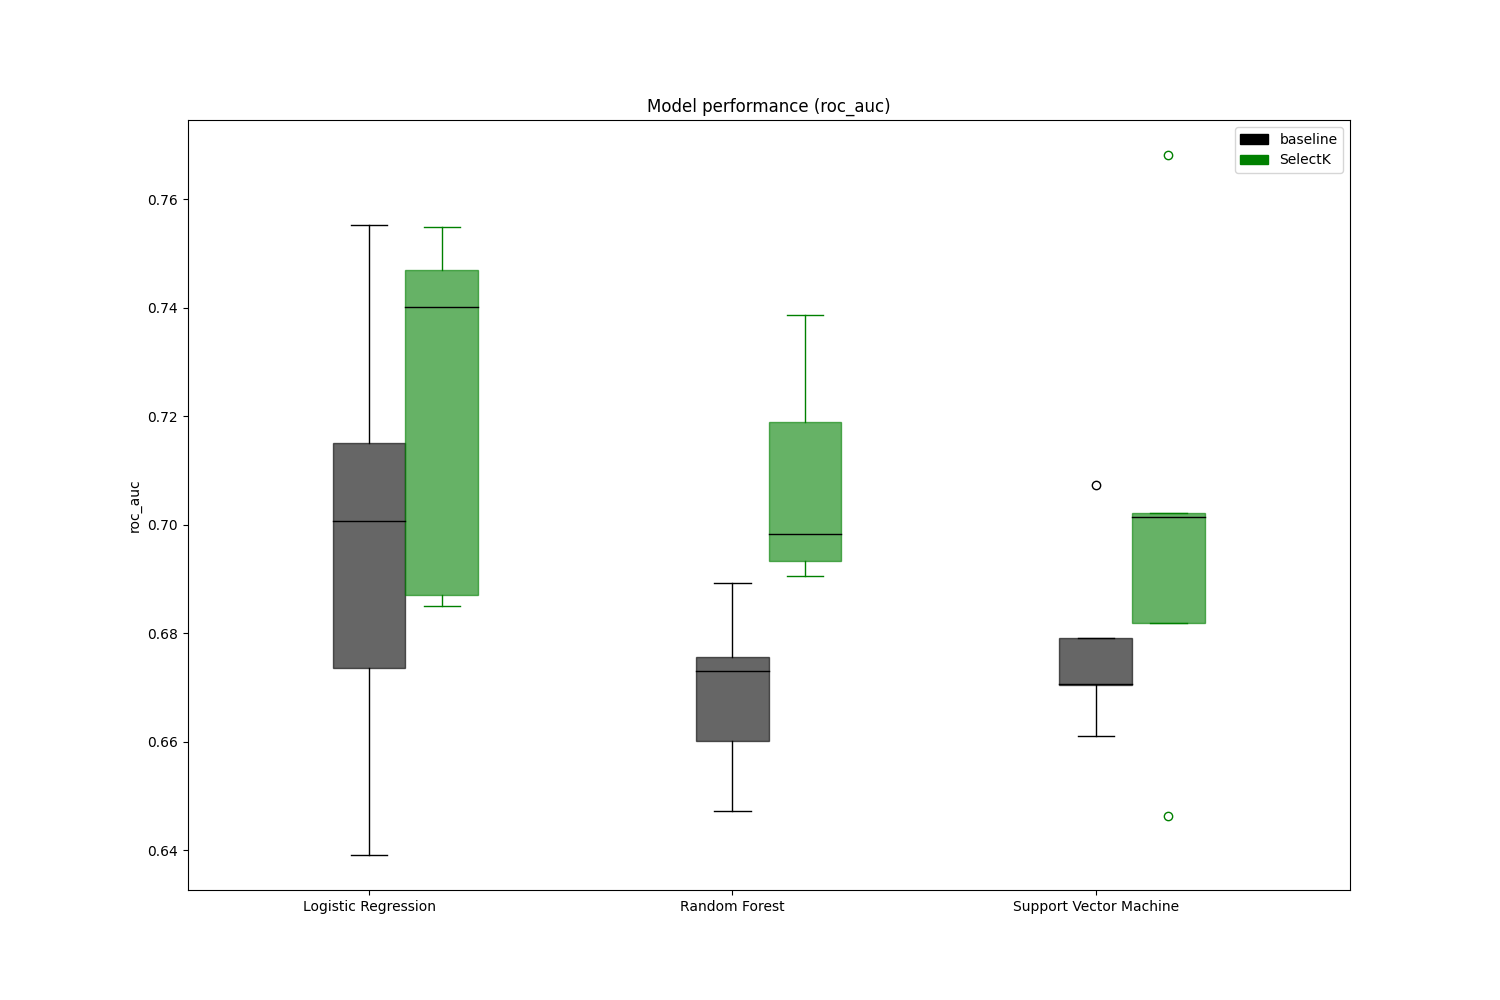 Model performance (roc_auc)
baseline
SelectK
0.76
0.74
0.72
0.70
0.68
0.66
0.64
roc_auc
Logistic Regression
Random Forest
Support Vector Machine